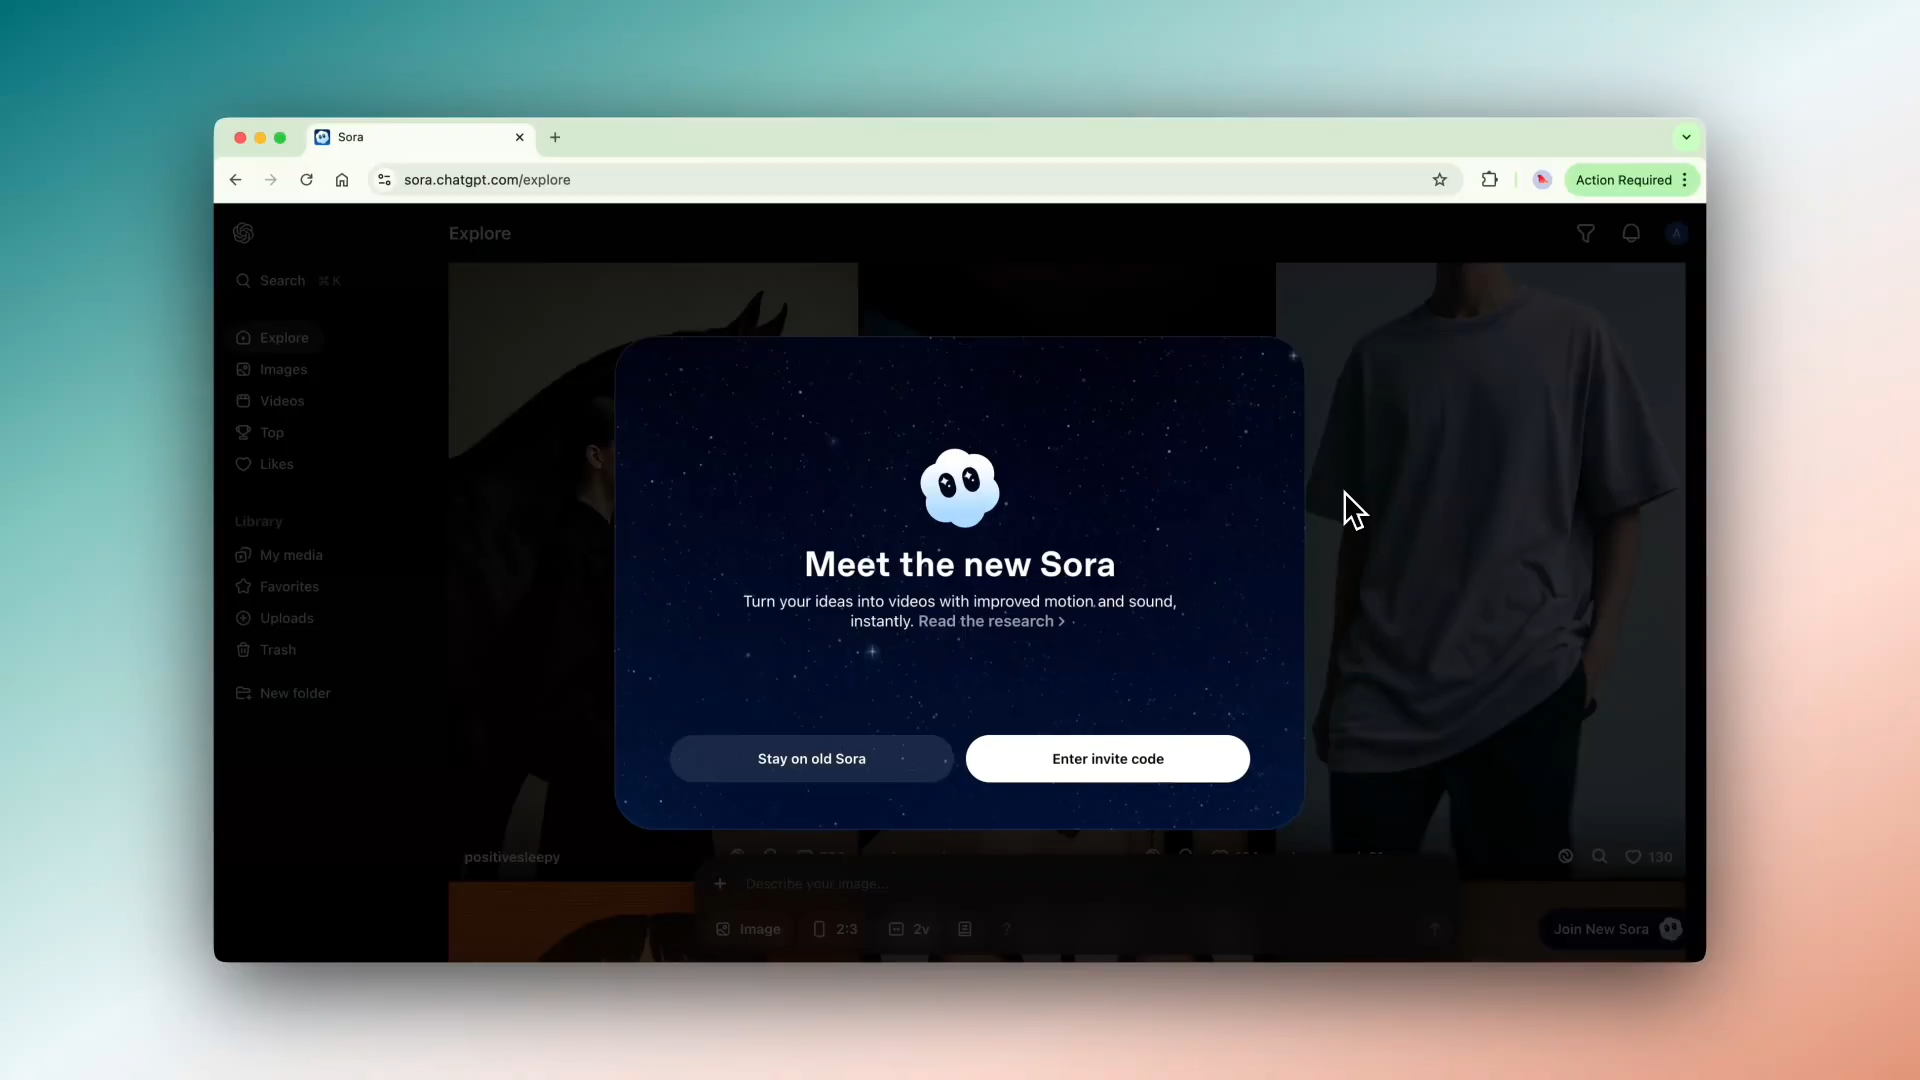 Sora
sora.chatgpt.com/explore
Action Required
Explore
A
Search ⌘ K
Explore
Images
Videos
Top
Likes
Library
My media
Favorites
Uploads
Trash
New folder
Meet the new Sora
Turn your ideas into videos with improved motion and sound,
instantly. Read the research >
Stay on old Sora
Enter invite code
positivesleepy
130
Describe your image...
Image
2:3
2v
?
Join New Sora